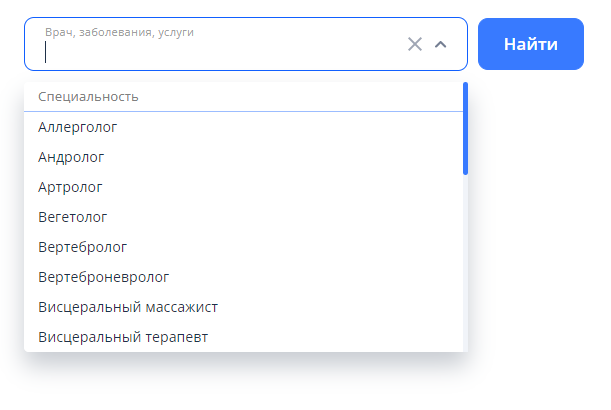 Врач, заболевания, услуги
Найти
Специальность
Аллерголог
Андролог
Артролог
Вегетолог
Вертебролог
Вертеброневролог
Висцеральный массажист
Висцеральный терапевт